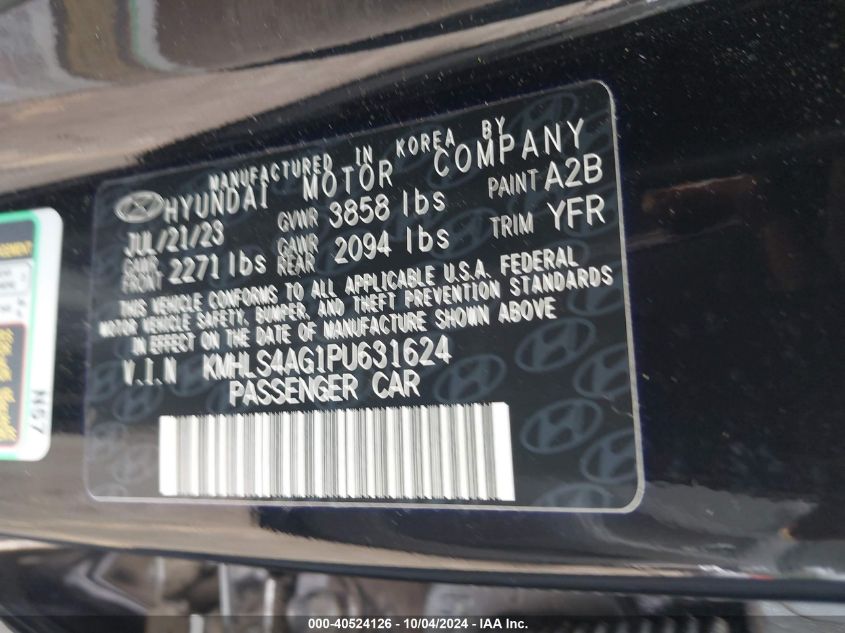 MANUFACTURED IN KOREA BY
HYUNDAI MOTOR COMPANY
JUL/21/23 GVWR 3858 lbs PAINT A2B
GAWR FRONT 2271 lbs GAWR REAR 2094 lbs TRIM YFR
THIS VEHICLE CONFORMS TO ALL APPLICABLE U.S.A. FEDERAL
MOTOR VEHICLE SAFETY, BUMPER, AND THEFT PREVENTION STANDARDS
IN EFFECT ON THE DATE OF MANUFACTURE SHOWN ABOVE
V.I.N KMHLS4AG1PU631624
PASSENGER CAR
NS7
000-40524126 - 10/04/2024 - IAA Inc.